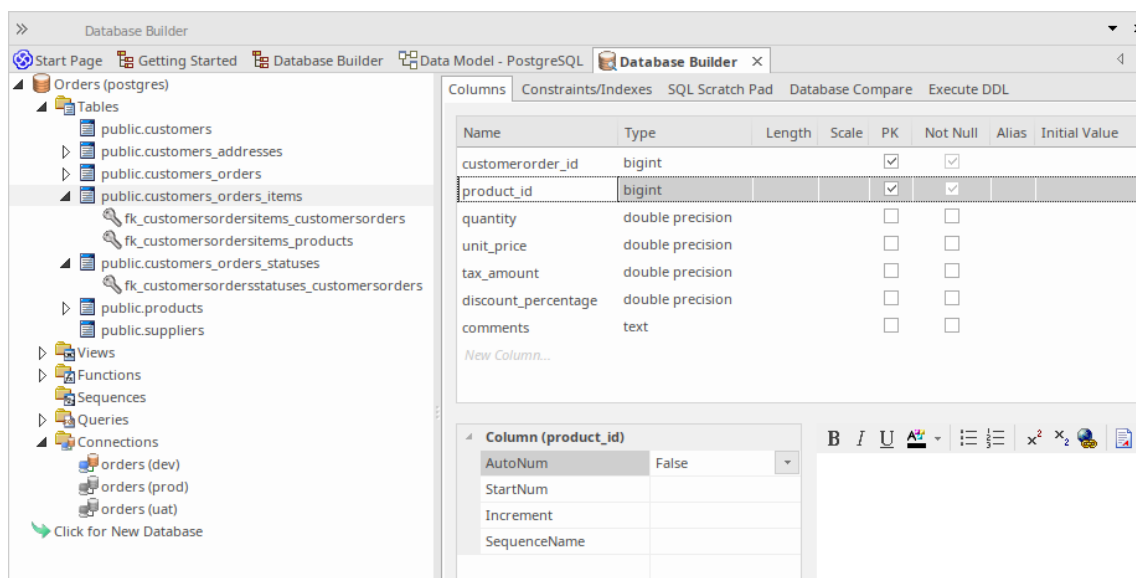 Database Builder
Start Page Getting Started Database Builder Data Model - PostgreSQL Database Builder
Orders (postgres)
Tables
public.customers
public.customers_addresses
public.customers_orders
public.customers_orders_items
fk_customersordersitems_customersorders
fk_customersordersitems_products
public.customers_orders_statuses
fk_customersordersstatuses_customersorders
public.products
public.suppliers
Views
Functions
Sequences
Queries
Connections
orders (dev)
orders (prod)
orders (uat)
Click for New Database
Columns Constraints/Indexes SQL Scratch Pad Database Compare Execute DDL
Name Type Length Scale PK Not Null Alias Initial Value
customerorder_id bigint
product_id bigint
quantity double precision
unit_price double precision
tax_amount double precision
discount_percentage double precision
comments text
New Column...
Column (product_id)
AutoNum False
StartNum
Increment
SequenceName
B I U